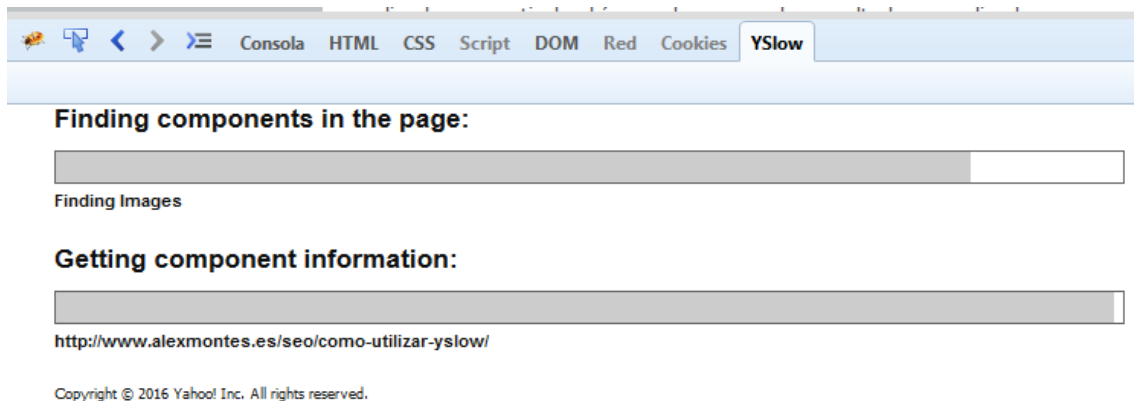 Consola HTML CSS Script DOM Red Cookies YSlow
Finding components in the page:
Finding Images
Getting component information:
http://www.alexmontes.es/seo/como-utilizar-yslow/
Copyright © 2016 Yahoo! Inc. All rights reserved.